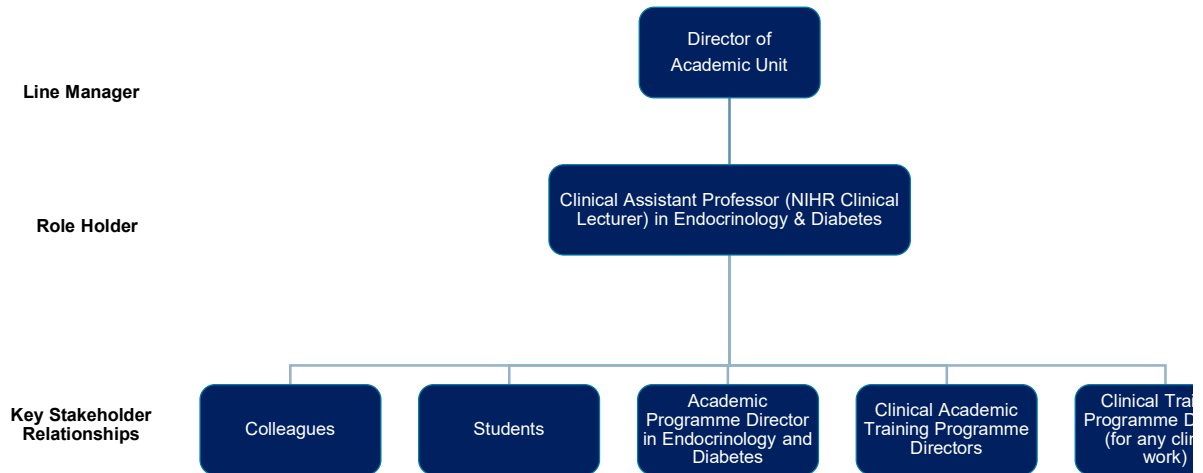 Director of
Academic Unit
Line Manager
Clinical Assistant Professor (NIHR Clinical
Lecturer) in Endocrinology & Diabetes
Role Holder
Key Stakeholder
Relationships
Colleagues
Students
Academic
Programme Director
in Endocrinology and
Diabetes
Clinical Academic
Training Programme
Directors
Clinical
Programme
(for any
work)